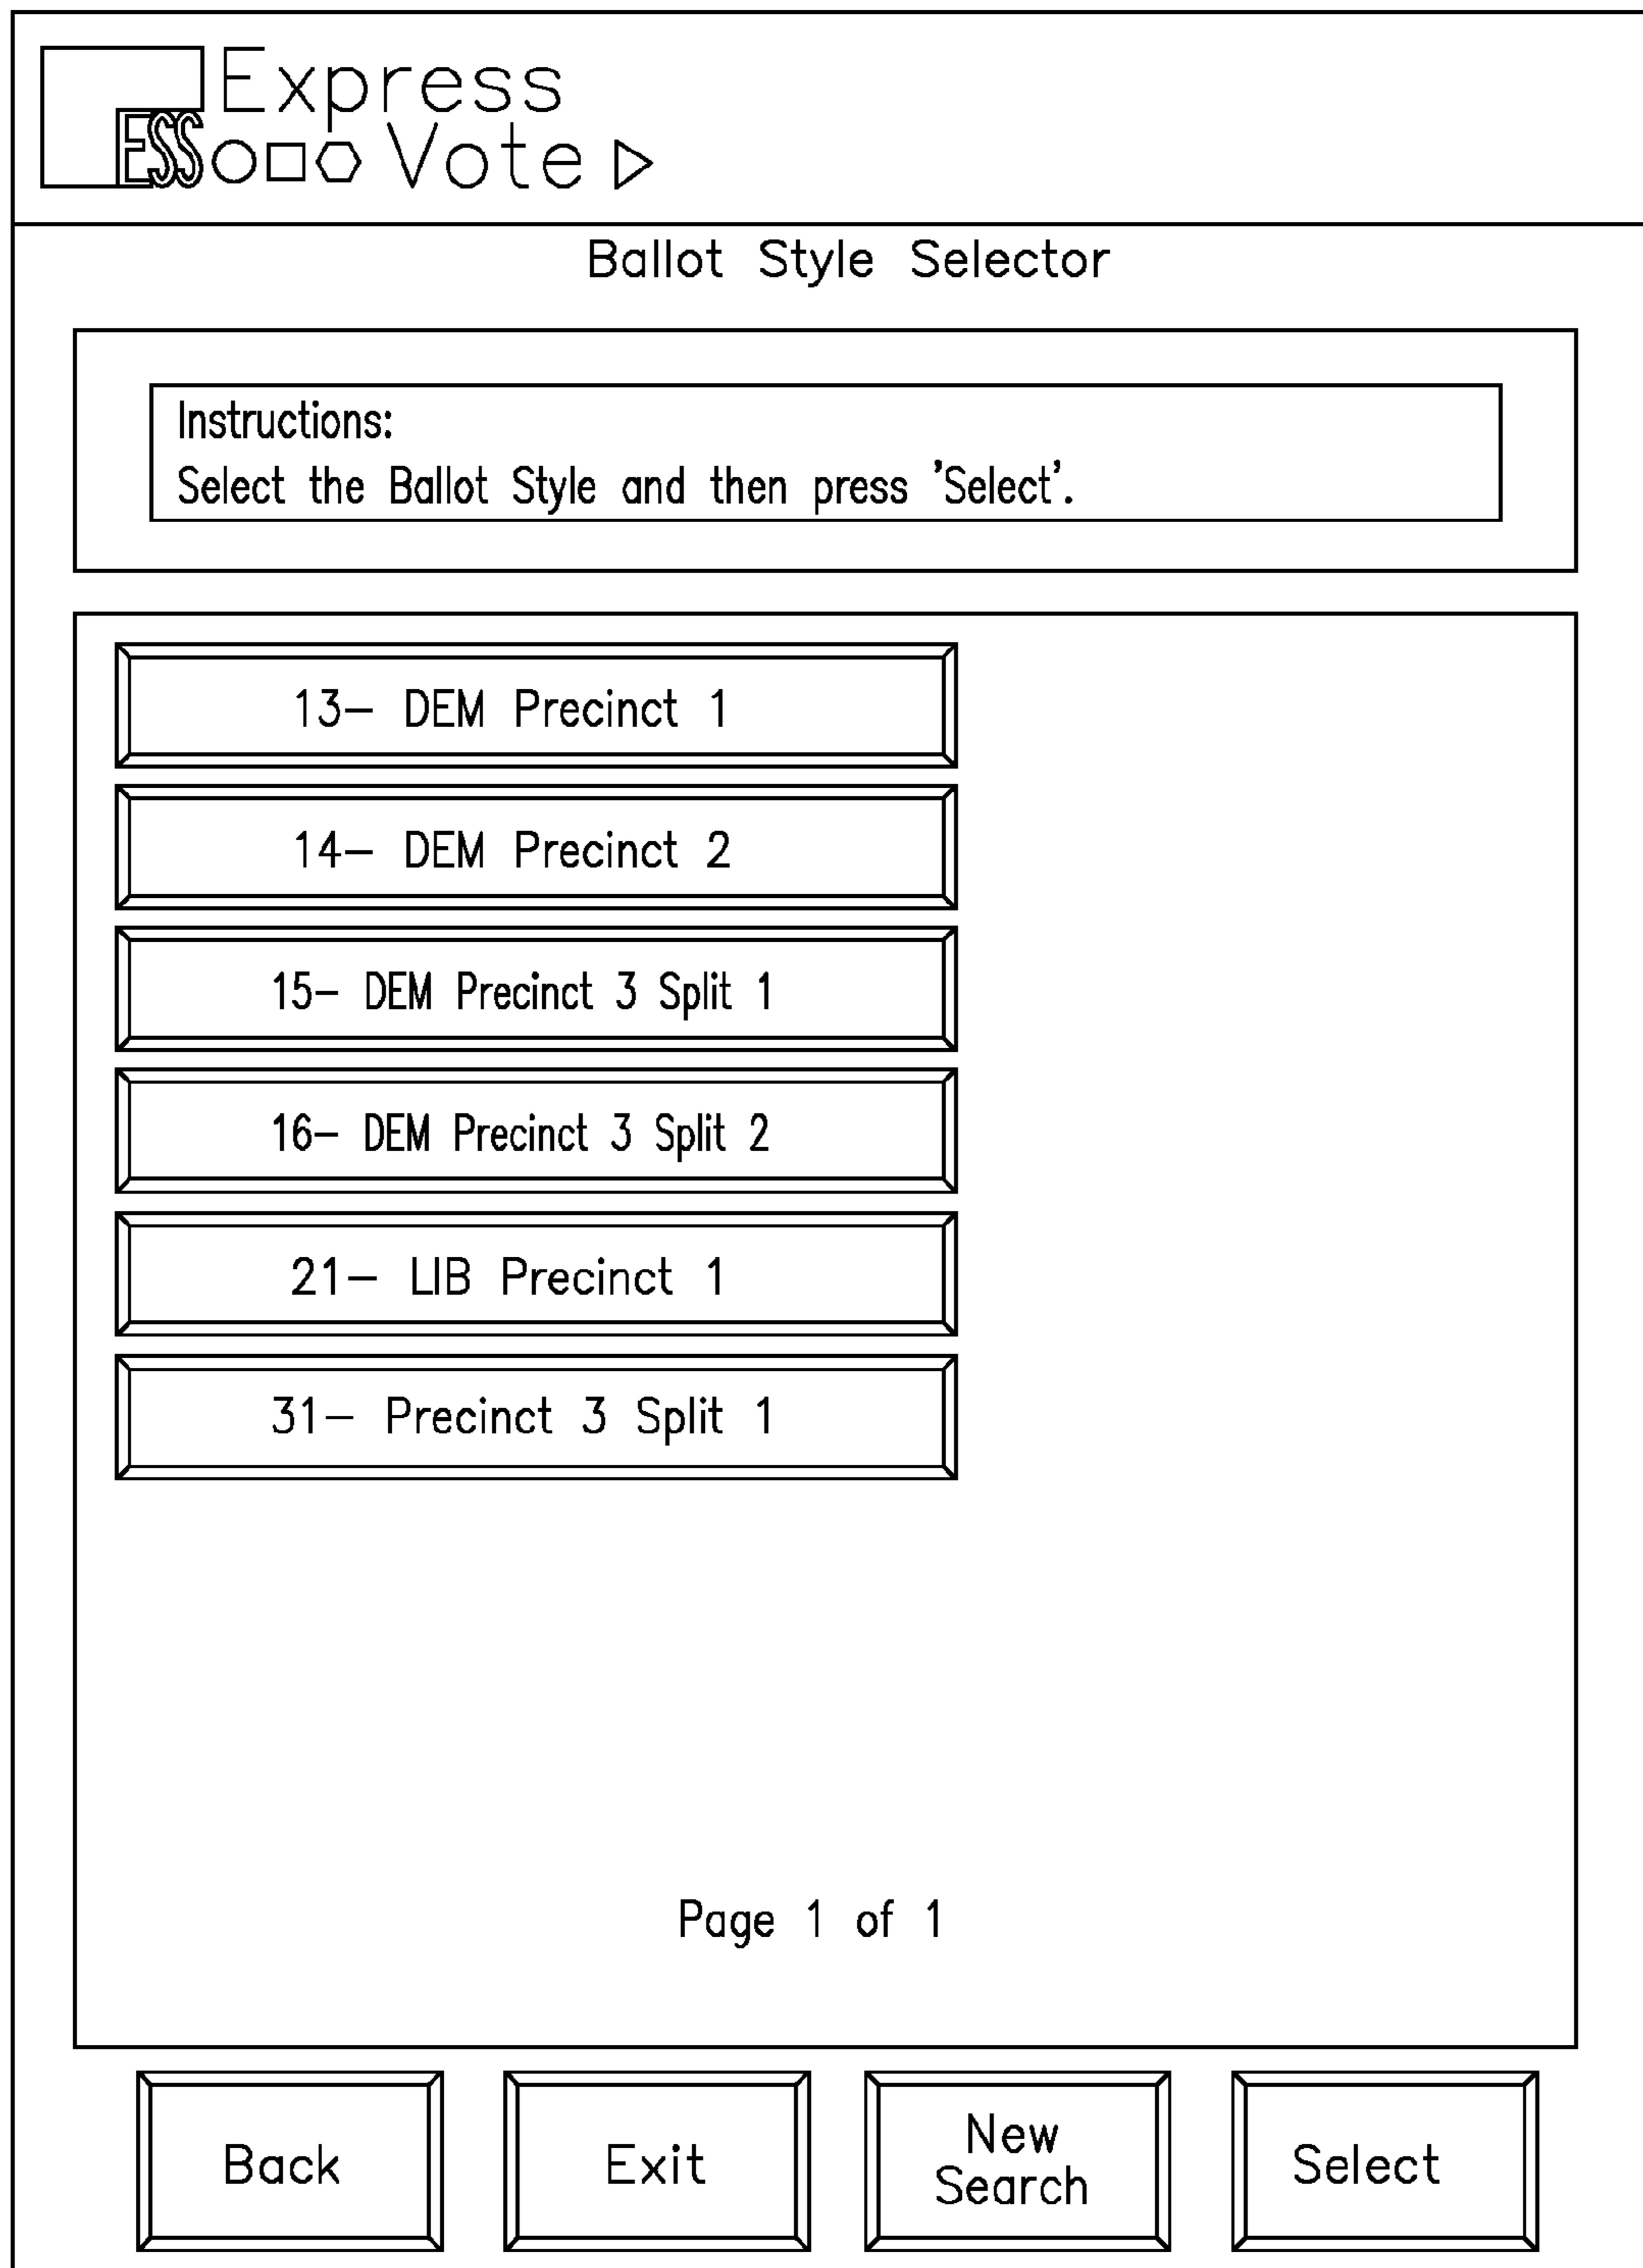 Express
ESS Vote
Ballot Style Selector
Instructions:
Select the Ballot Style and then press 'Select'.
13- DEM Precinct 1
14- DEM Precinct 2
15- DEM Precinct 3 Split 1
16- DEM Precinct 3 Split 2
21- LIB Precinct 1
31- Precinct 3 Split 1
Page 1 of 1
Back
Exit
New
Search
Select